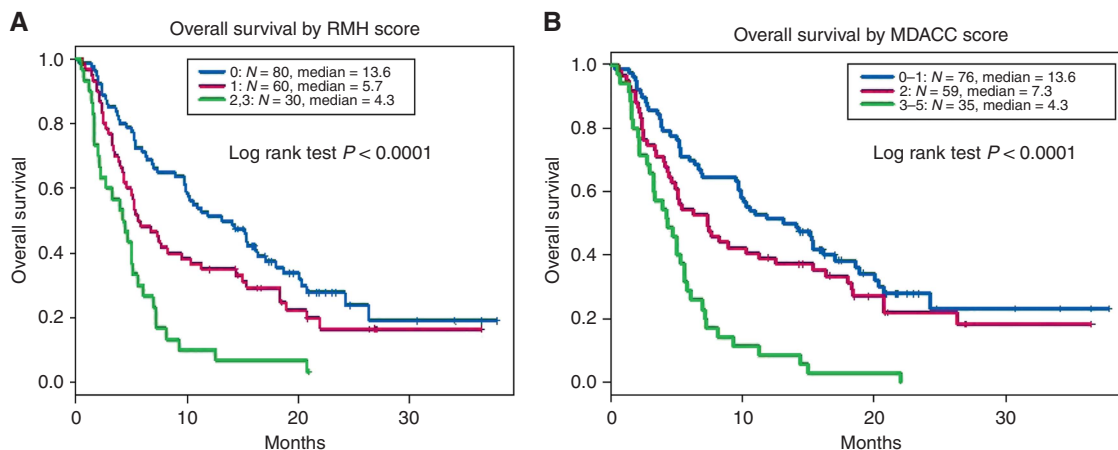 A
Overall survival by RMH score
Overall survival
1.0
0.8
0.6
0.4
0.2
0.0
0: N = 80, median = 13.6
1: N = 60, median = 5.7
2,3: N = 30, median = 4.3
Log rank test P < 0.0001
0 10 20 30
Months
B
Overall survival by MDACC score
Overall survival
1.0
0.8
0.6
0.4
0.2
0.0
0–1: N = 76, median = 13.6
2: N = 59, median = 7.3
3–5: N = 35, median = 4.3
Log rank test P < 0.0001
0 10 20 30
Months